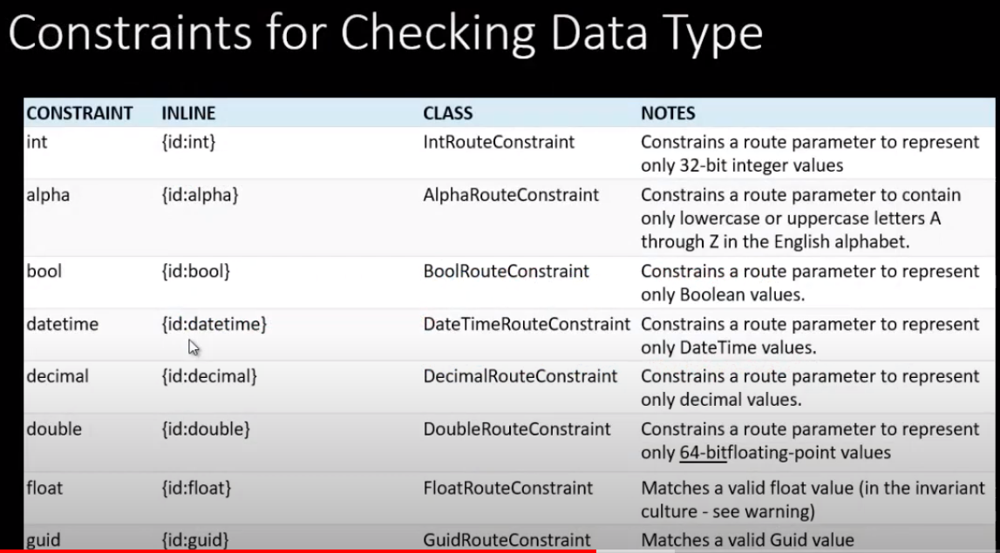 Constraints for Checking Data Type
CONSTRAINT INLINE CLASS NOTES
int {id:int} IntRouteConstraint Constrains a route parameter to represent
only 32-bit integer values
alpha {id:alpha} AlphaRouteConstraint Constrains a route parameter to contain
only lowercase or uppercase letters A
through Z in the English alphabet.
bool {id:bool} BoolRouteConstraint Constrains a route parameter to represent
only Boolean values.
datetime {id:datetime} DateTimeRouteConstraint Constrains a route parameter to represent
only DateTime values.
decimal {id:decimal} DecimalRouteConstraint Constrains a route parameter to represent
only decimal values.
double {id:double} DoubleRouteConstraint Constrains a route parameter to represent
only 64-bitfloating-point values
float {id:float} FloatRouteConstraint Matches a valid float value (in the invariant
culture - see warning)
guid {id:guid} GuidRouteConstraint Matches a valid Guid value